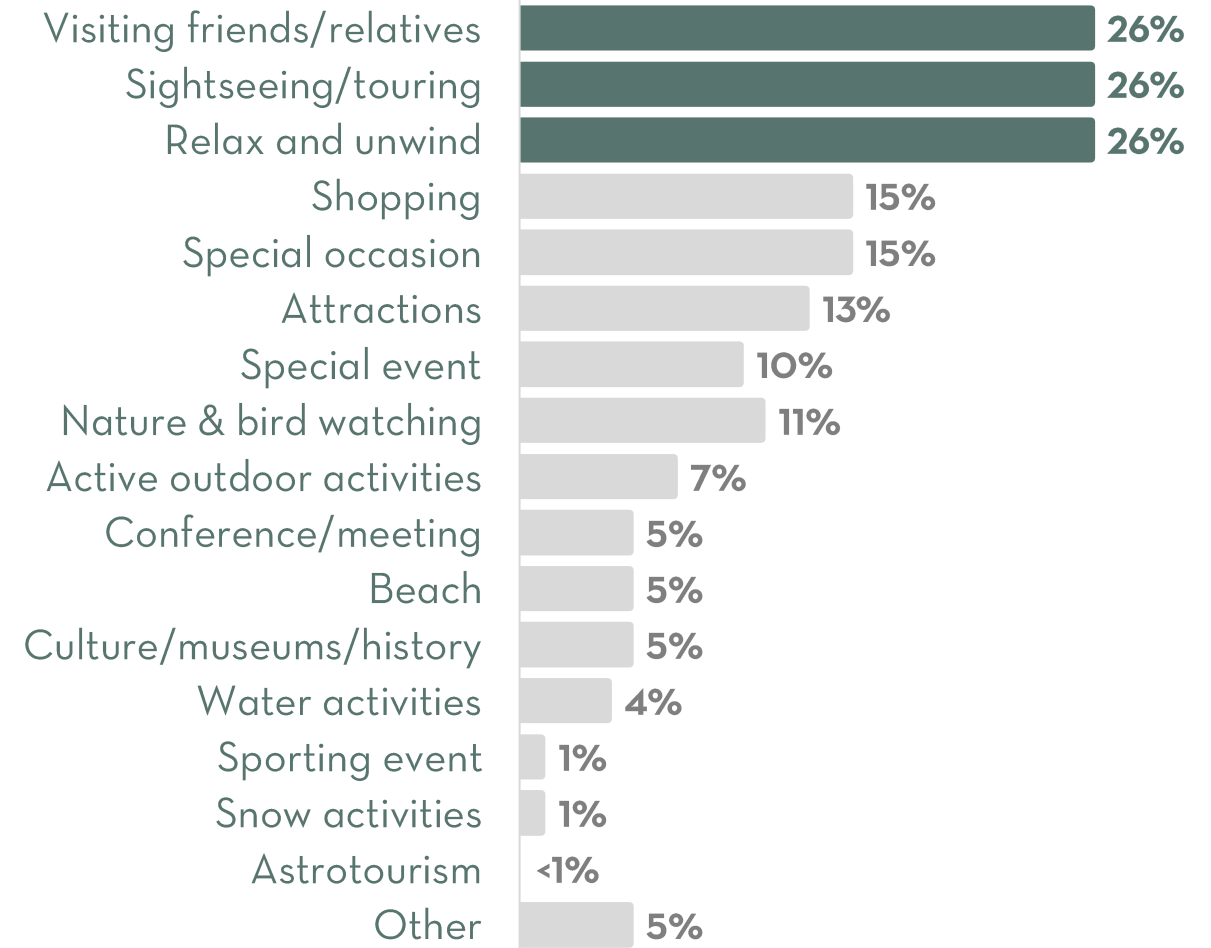 Visiting friends/relatives 26%
Sightseeing/touring 26%
Relax and unwind 26%
Shopping 15%
Special occasion 15%
Attractions 13%
Special event 10%
Nature & bird watching 11%
Active outdoor activities 7%
Conference/meeting 5%
Beach 5%
Culture/museums/history 5%
Water activities 4%
Sporting event 1%
Snow activities 1%
Astrotourism <1%
Other 5%